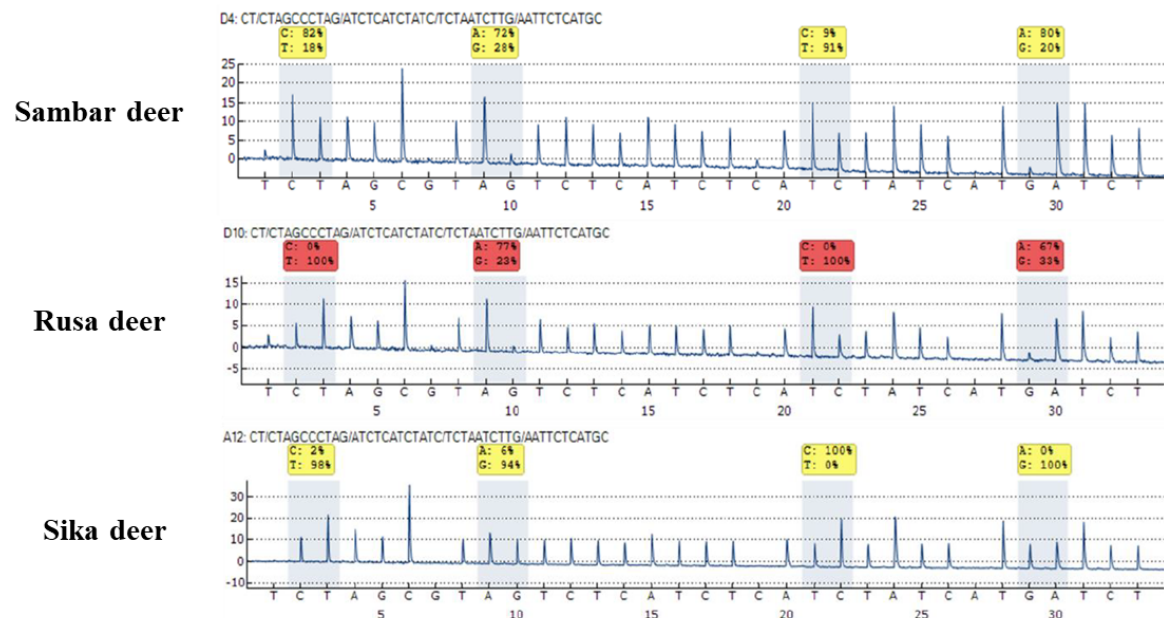 D4: CT/CTAGCCCTAG/ATCTCATCTATC/TCTAATCTTG/AATTCTCATGC
C: 82% A: 72% C: 9% A: 80%
T: 18% G: 28% T: 91% G: 20%
Sambar deer
25
20
15
10
5
0
T C T A G C G T A G T C T C A T C T C A T C T A T C A T G A T C T
5 10 15 20 25 30
D10: CT/CTAGCCCTAG/ATCTCATCTATC/TCTAATCTTG/AATTCTCATGC
C: 0% A: 77% C: 0% A: 67%
T: 100% G: 23% T: 100% G: 33%
Rusa deer
15
10
5
0
-5
T C T A G C G T A G T C T C A T C T C A T C T A T C A T G A T C T
5 10 15 20 25 30
A12: CT/CTAGCCCTAG/ATCTCATCTATC/TCTAATCTTG/AATTCTCATGC
C: 2% A: 6% C: 100% A: 0%
T: 98% G: 94% T: 0% G: 100%
Sika deer
30
20
10
0
-10
T C T A G C G T A G T C T C A T C T C A T C T A T C A T G A T C T
5 10 15 20 25 30